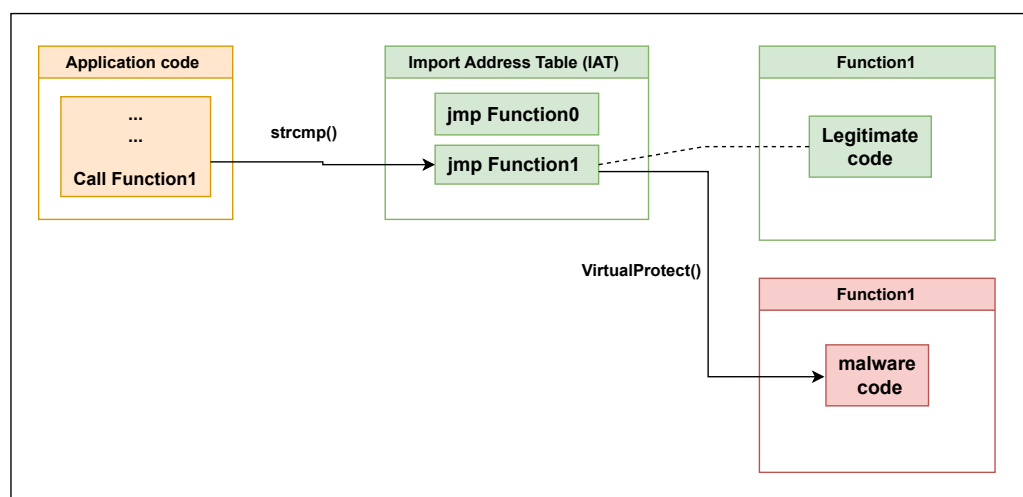 Application code
...
...
Call Function1
strcmp()
Import Address Table (IAT)
jmp Function0
jmp Function1
Function1
Legitimate
code
VirtualProtect()
Function1
malware
code